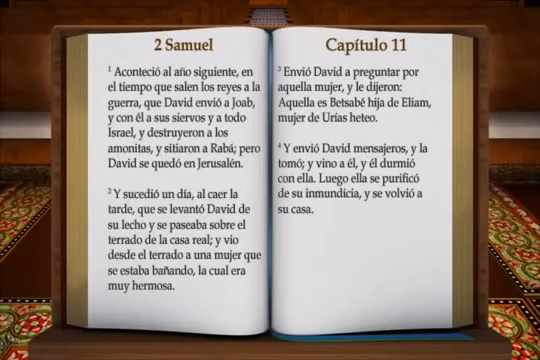 2 Samuel
¹ Aconteció al año siguiente, en
el tiempo que salen los reyes a la
guerra, que David envió a Joab,
y con él a sus siervos y a todo
Israel, y destruyeron a los
amonitas, y sitiaron a Rabá; pero
David se quedó en Jerusalén.
² Y sucedió un día, al caer la
tarde, que se levantó David de
su lecho y se paseaba sobre el
terrado de la casa real; y vio
desde el terrado a una mujer que
se estaba bañando, la cual era
muy hermosa.
Capítulo 11
³ Envió David a preguntar por
aquella mujer, y le dijeron:
Aquella es Betsabé hija de Eliam,
mujer de Urías heteo.
⁴ Y envió David mensajeros, y la
tomó; y vino a él, y él durmió
con ella. Luego ella se purificó
de su inmundicia, y se volvió a
su casa.